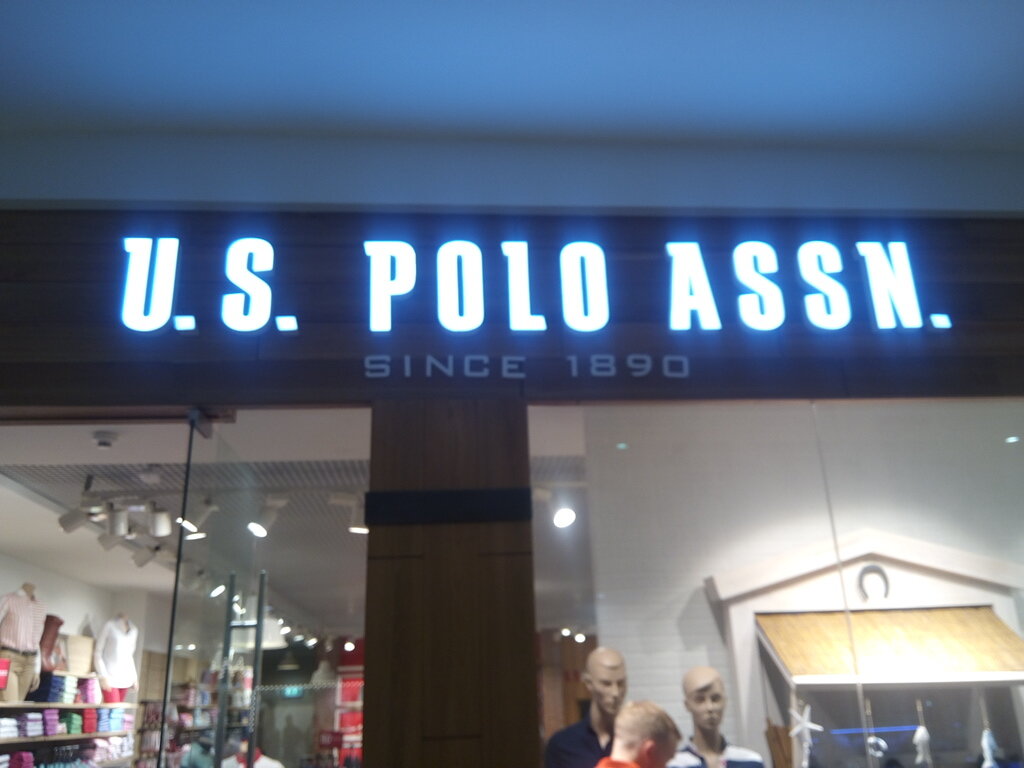 U.S. POLO ASSN.
SINCE 1890